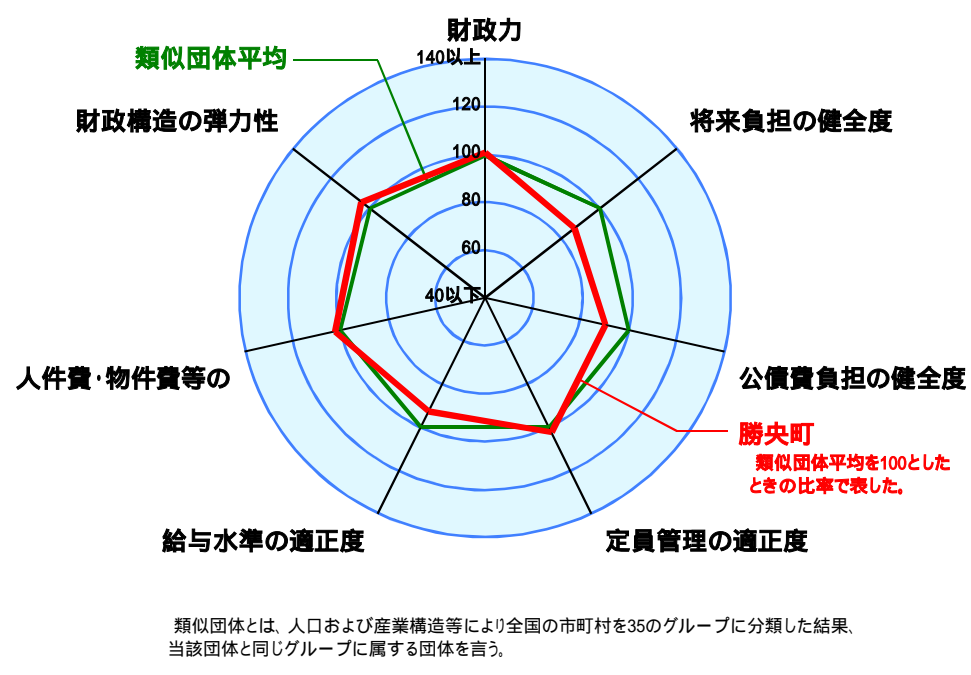 財政力
類似団体平均
140以上
財政構造の弾力性
将来負担の健全度
120
100
80
60
40以下
人件費・物件費等の
公債費負担の健全度
勝央町
類似団体平均を100とした
ときの比率で表した。
給与水準の適正度
定員管理の適正度
類似団体とは、人口および産業構造等により全国の市町村を35のグループに分類した結果、
当該団体と同じグループに属する団体を言う。